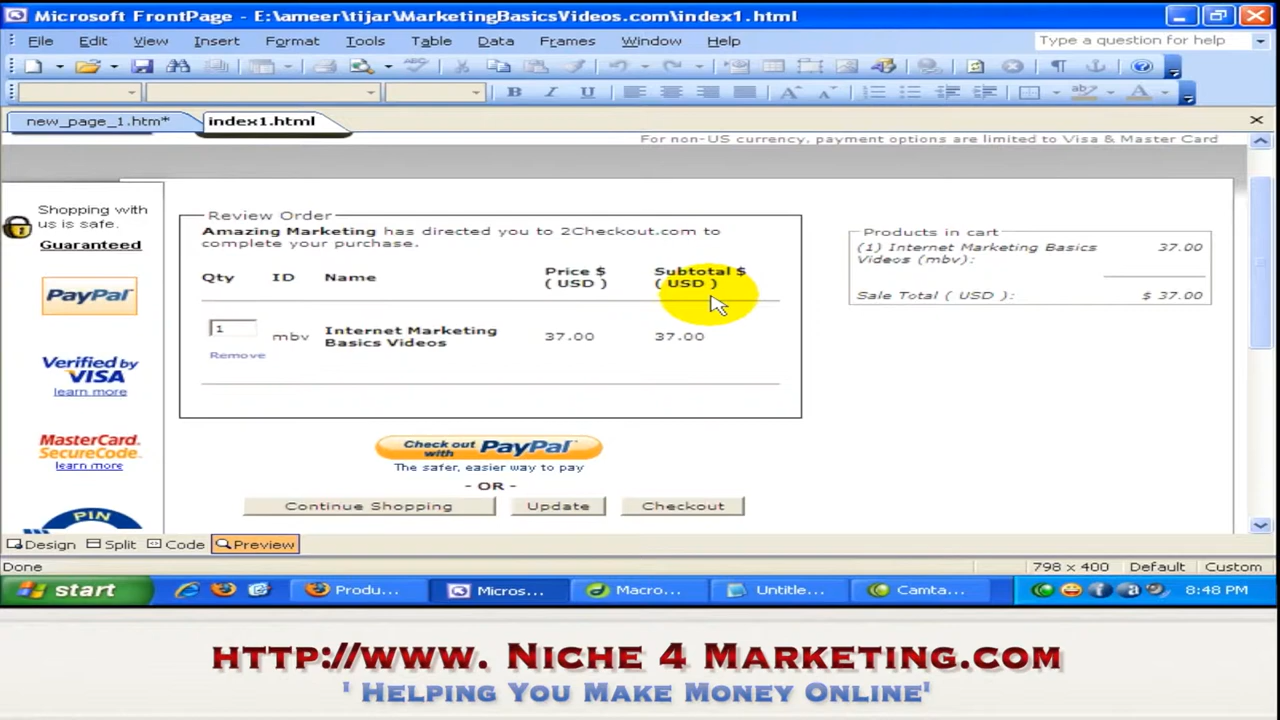 Microsoft FrontPage - E:\ameer\tijar\MarketingBasicsVideos.com\index1.html
File Edit View Insert Format Tools Table Data Frames Window Help
Type a question for help
B I U
new_page_1.htm* index1.html
For non-US currency, payment options are limited to Visa & Master Card
Shopping with
us is safe.
Guaranteed
PayPal
Verified by
VISA
learn more
MasterCard.
SecureCode
learn more
PIN
Review Order
Amazing Marketing has directed you to 2Checkout.com to
complete your purchase.
Qty ID Name Price $ Subtotal $
( USD ) ( USD )
1 mbv Internet Marketing 37.00 37.00
Basics Videos
Remove
Products in cart
(1) Internet Marketing Basics 37.00
Videos (mbv):
Sale Total ( USD ): $ 37.00
Check out with PayPal
The safer, easier way to pay
- OR -
Continue Shopping Update Checkout
Design Split Code Preview
Done 798 x 400 Default Custom
start Produ... Micros... Macro... Untitle... Camta... 8:48 PM
http://www. Niche 4 Marketing.com
' Helping You Make Money Online'